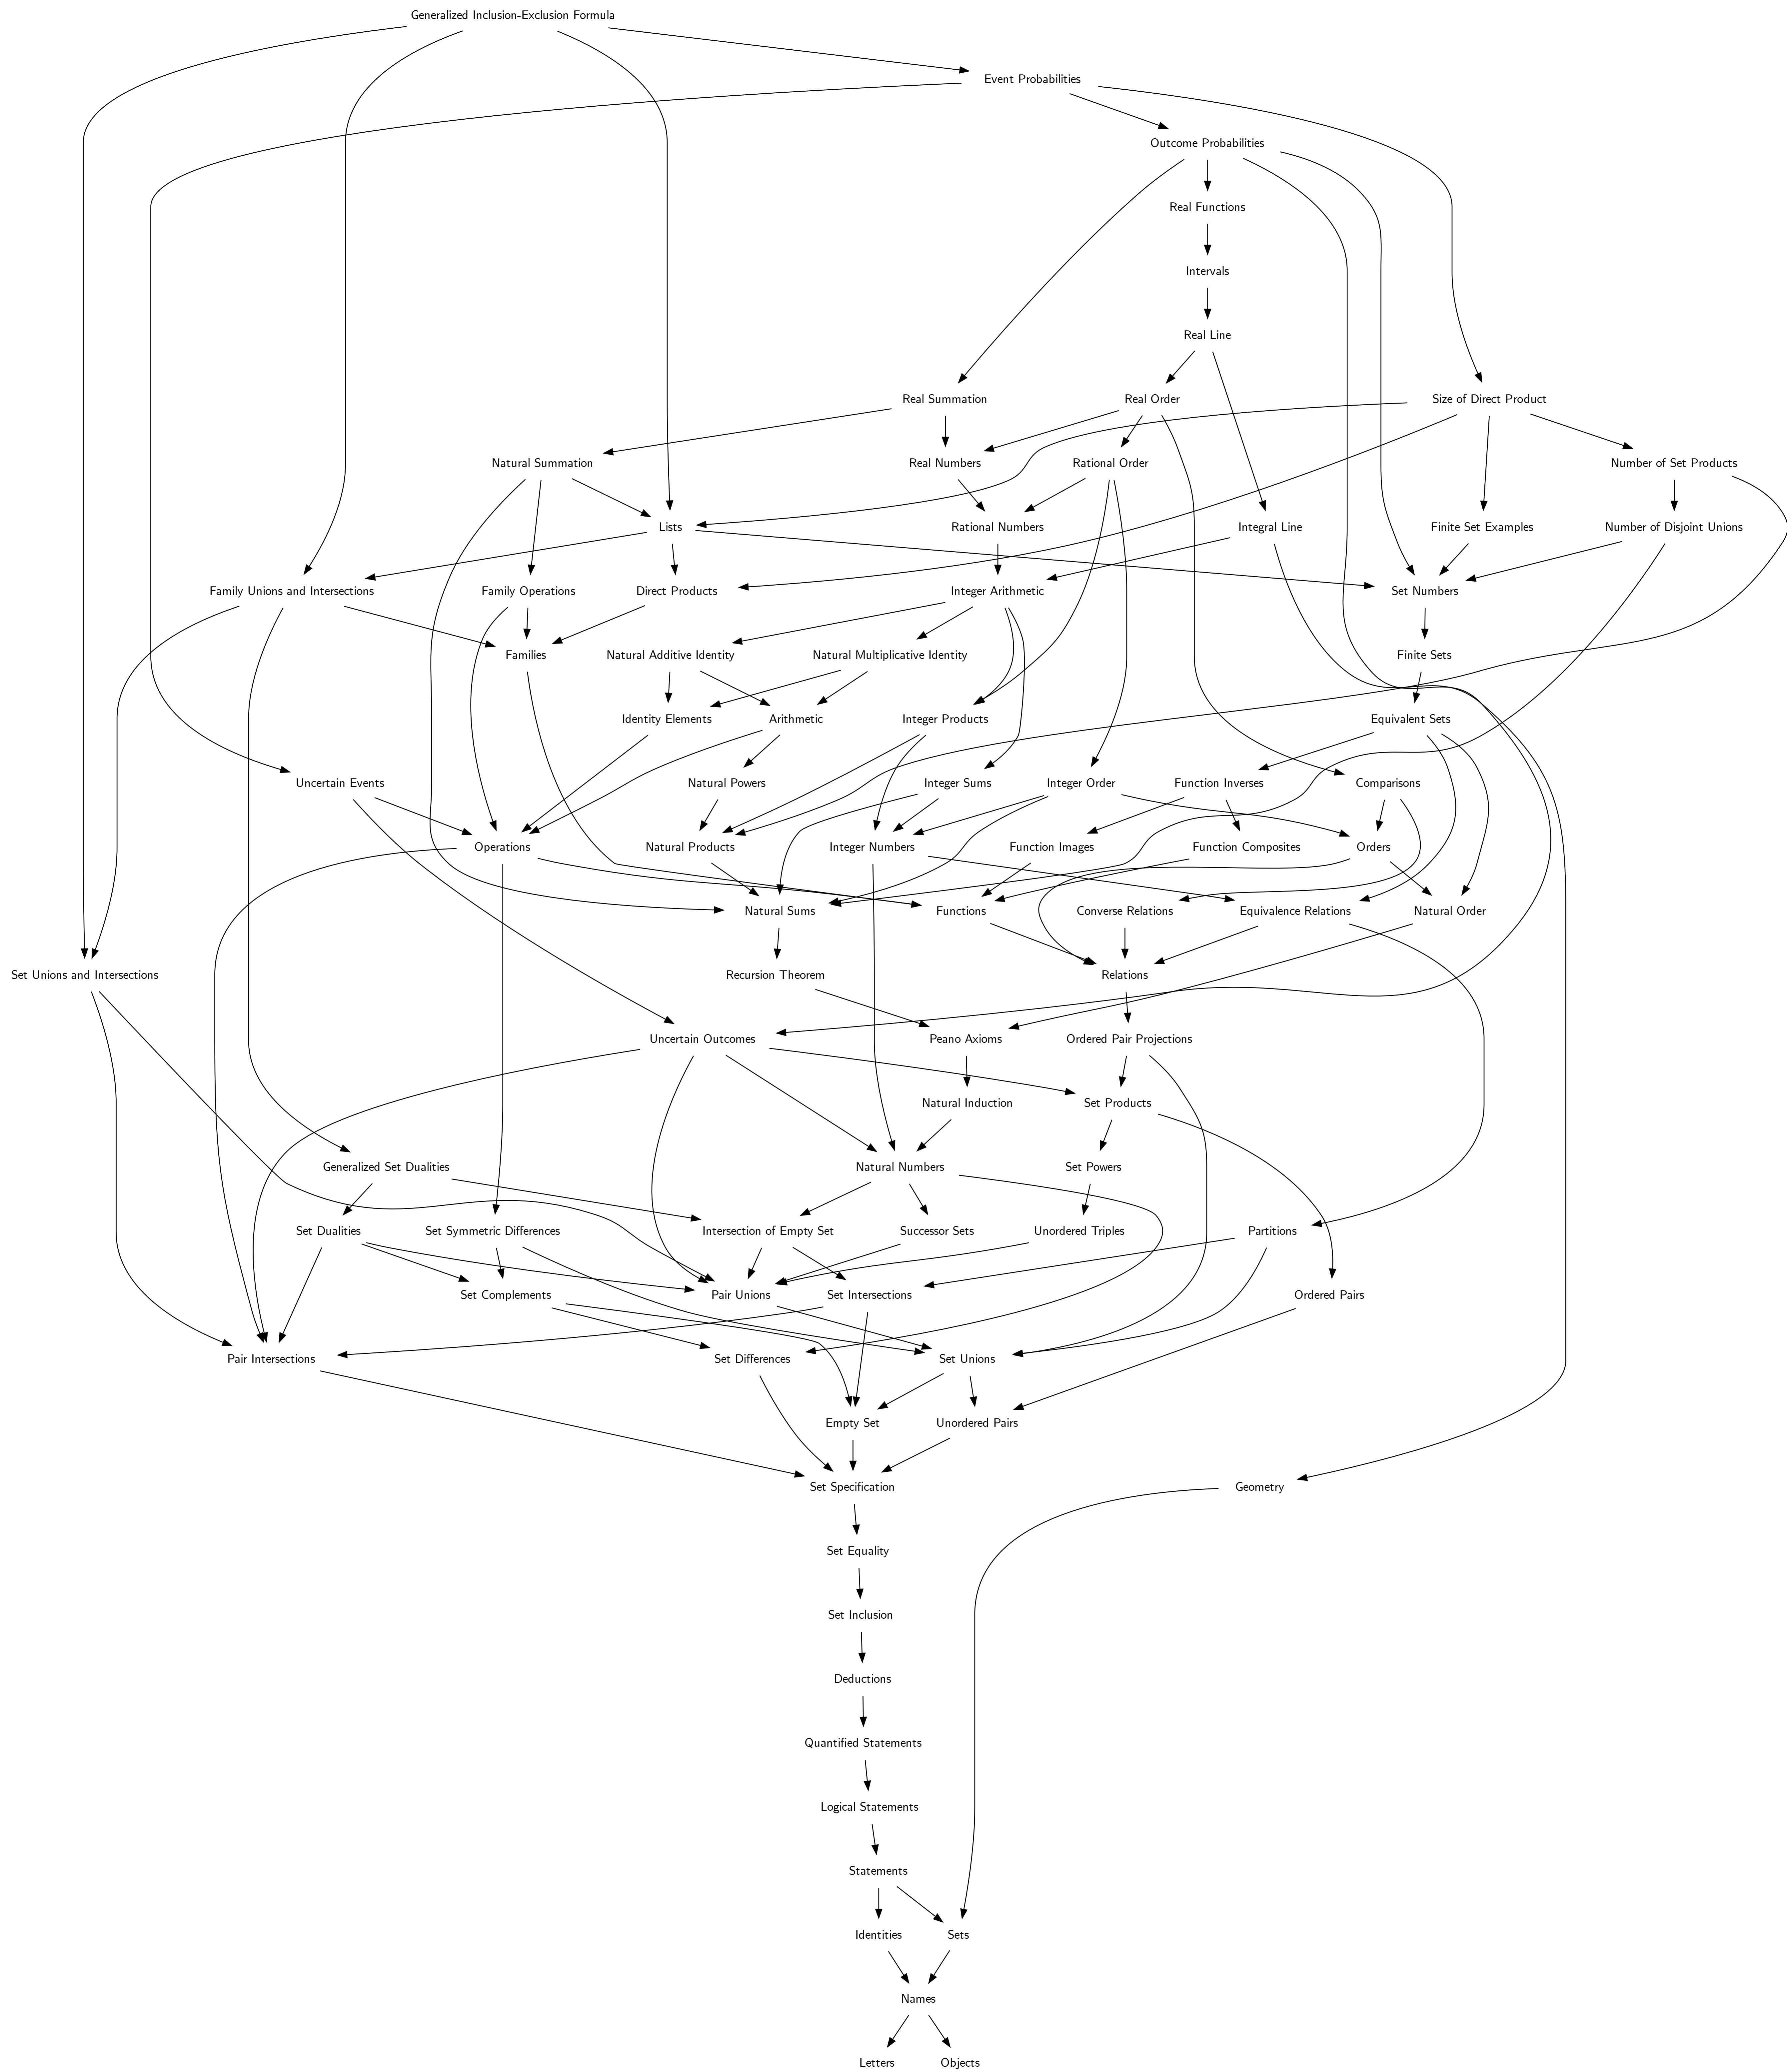 Generalized Inclusion-Exclusion Formula
Event Probabilities
Outcome Probabilities
Real Functions
Intervals
Real Line
Real Summation
Real Order
Size of Direct Product
Natural Summation
Real Numbers
Rational Order
Number of Set Products
Lists
Rational Numbers
Integral Line
Finite Set Examples
Number of Disjoint Unions
Family Unions and Intersections
Family Operations
Direct Products
Integer Arithmetic
Set Numbers
Families
Natural Additive Identity
Natural Multiplicative Identity
Finite Sets
Identity Elements
Arithmetic
Integer Products
Equivalent Sets
Uncertain Events
Natural Powers
Integer Sums
Integer Order
Function Inverses
Comparisons
Operations
Natural Products
Integer Numbers
Function Images
Function Composites
Orders
Natural Sums
Functions
Converse Relations
Equivalence Relations
Natural Order
Set Unions and Intersections
Recursion Theorem
Relations
Uncertain Outcomes
Peano Axioms
Ordered Pair Projections
Natural Induction
Set Products
Generalized Set Dualities
Natural Numbers
Set Powers
Set Dualities
Set Symmetric Differences
Intersection of Empty Set
Successor Sets
Unordered Triples
Partitions
Set Complements
Pair Unions
Set Intersections
Ordered Pairs
Pair Intersections
Set Differences
Set Unions
Empty Set
Unordered Pairs
Set Specification
Geometry
Set Equality
Set Inclusion
Deductions
Quantified Statements
Logical Statements
Statements
Identities
Sets
Names
Letters
Objects